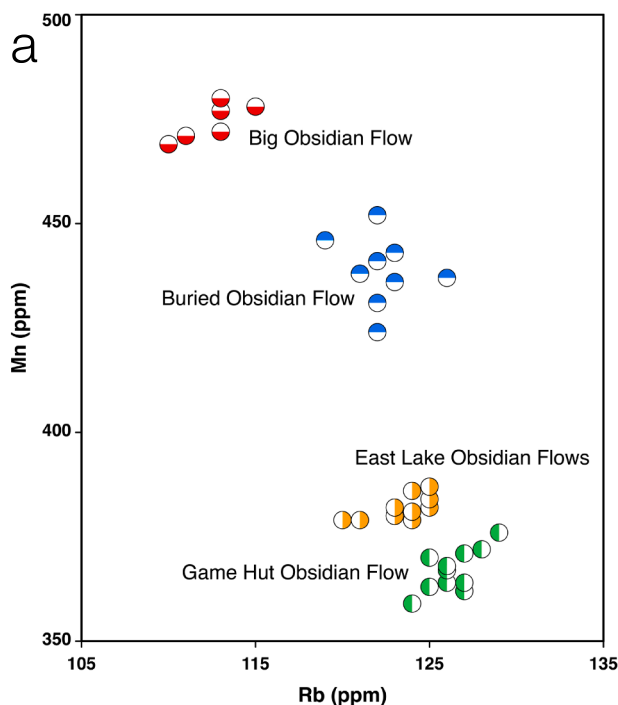 a
500
Big Obsidian Flow
450
Buried Obsidian Flow
Mn (ppm)
400
East Lake Obsidian Flows
Game Hut Obsidian Flow
350
105 115 125 135
Rb (ppm)